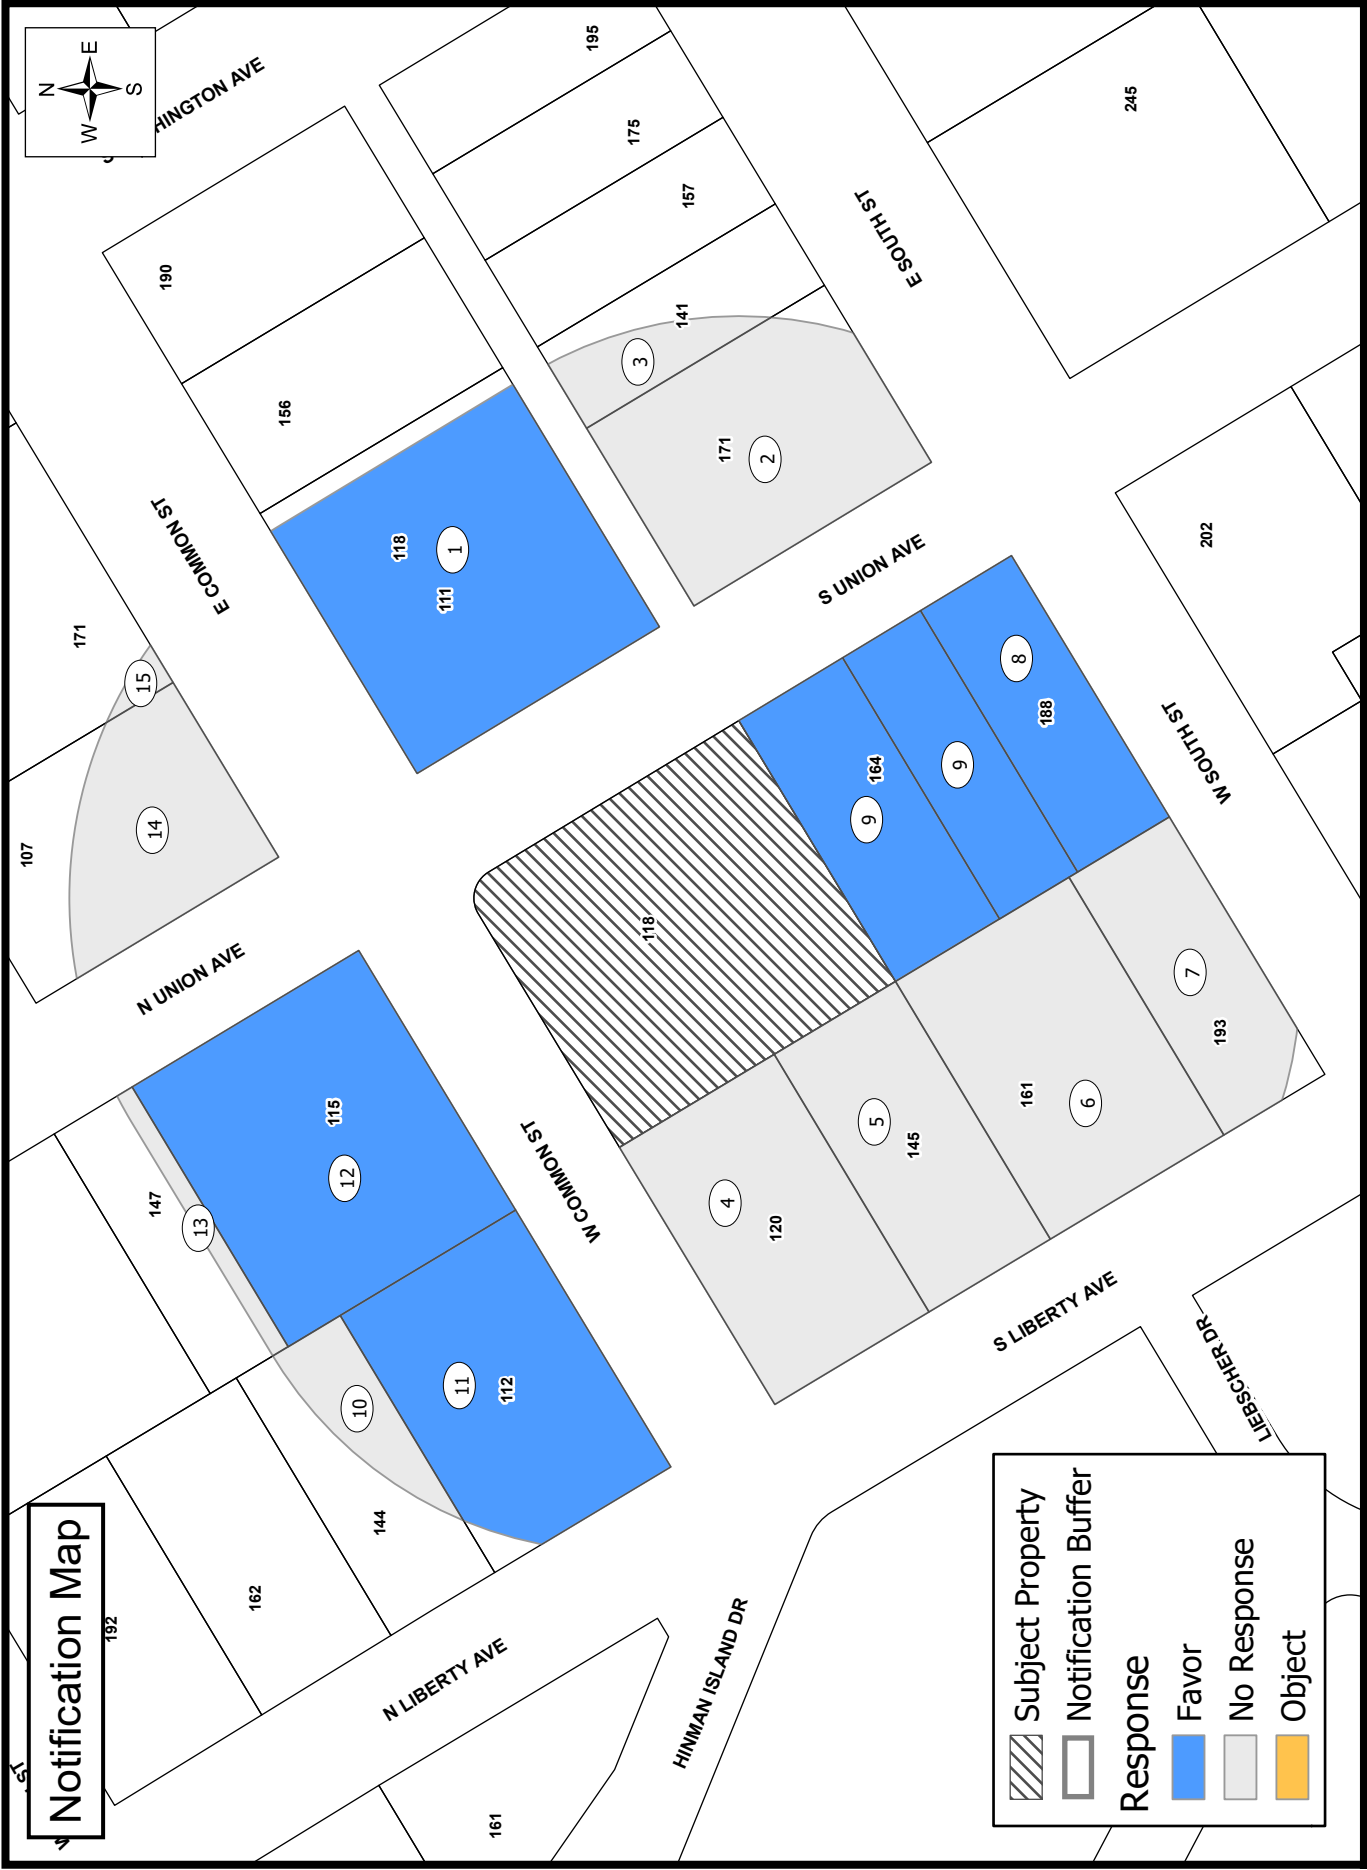 Notification Map
N
W
E
S
HINGTON AVE
195
175
157
141
3
171
2
245
E SOUTH ST
190
156
118
1
111
E COMMON ST
171
15
107
14
N UNION AVE
S UNION AVE
202
W SOUTH ST
8
188
164
9
9
118
115
12
147
13
W COMMON ST
11
112
10
144
162
192
4
120
5
145
161
6
7
193
S LIBERTY AVE
LIEBSCHER DR
N LIBERTY AVE
HINMAN ISLAND DR
161
ST
Subject Property
Notification Buffer
Response
Favor
No Response
Object